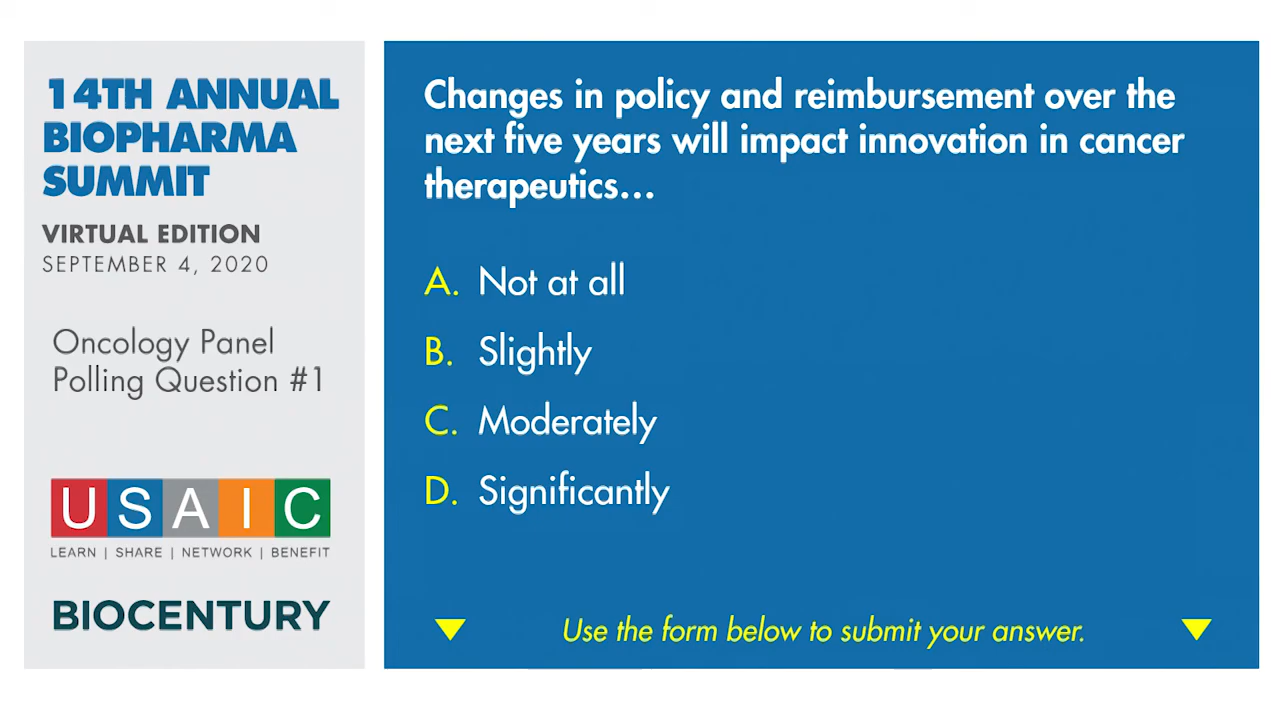 14TH ANNUAL
BIOPHARMA
SUMMIT
VIRTUAL EDITION
SEPTEMBER 4, 2020
Oncology Panel
Polling Question #1
USAIC
LEARN | SHARE | NETWORK | BENEFIT
BIOCENTURY
Changes in policy and reimbursement over the
next five years will impact innovation in cancer
therapeutics...
A. Not at all
B. Slightly
C. Moderately
D. Significantly
Use the form below to submit your answer.